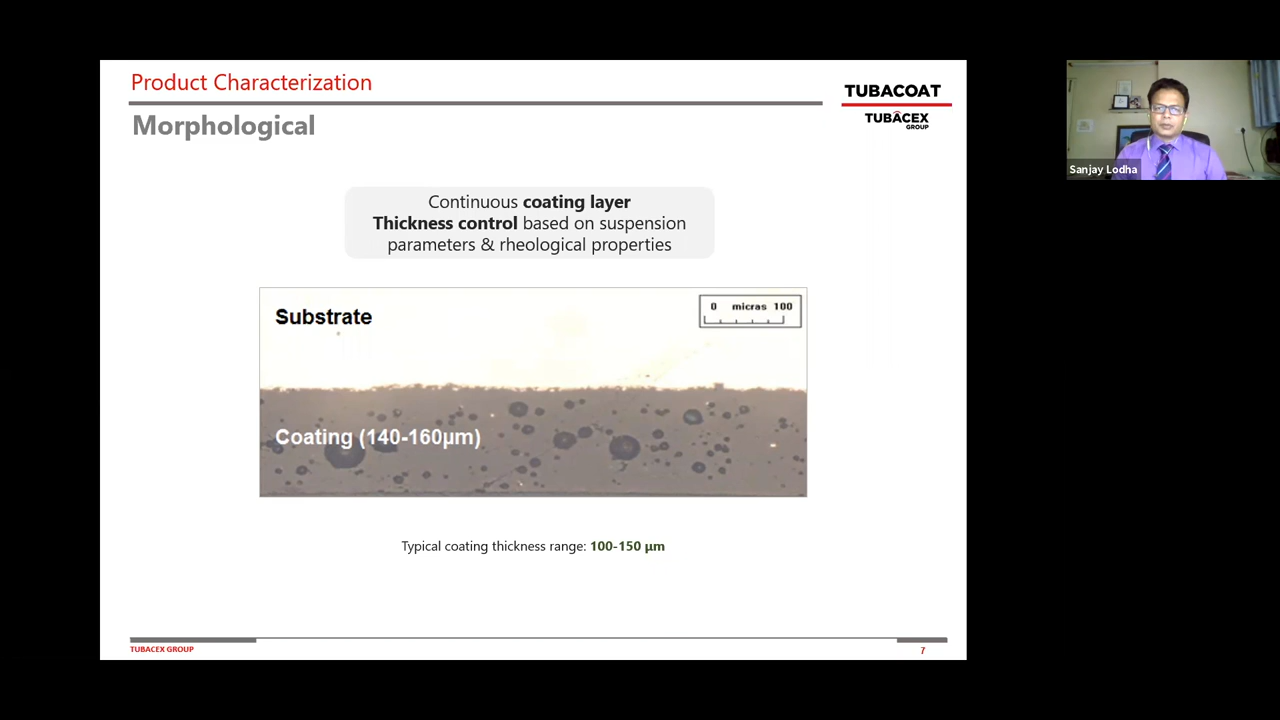 Product Characterization
TUBACOAT
TUBACEX
GROUP
Morphological
Continuous coating layer
Thickness control based on suspension
parameters & rheological properties
Substrate
0 micras 100
Coating (140-160µm)
Typical coating thickness range: 100-150 µm
TUBACEX GROUP
7
Sanjay Lodha